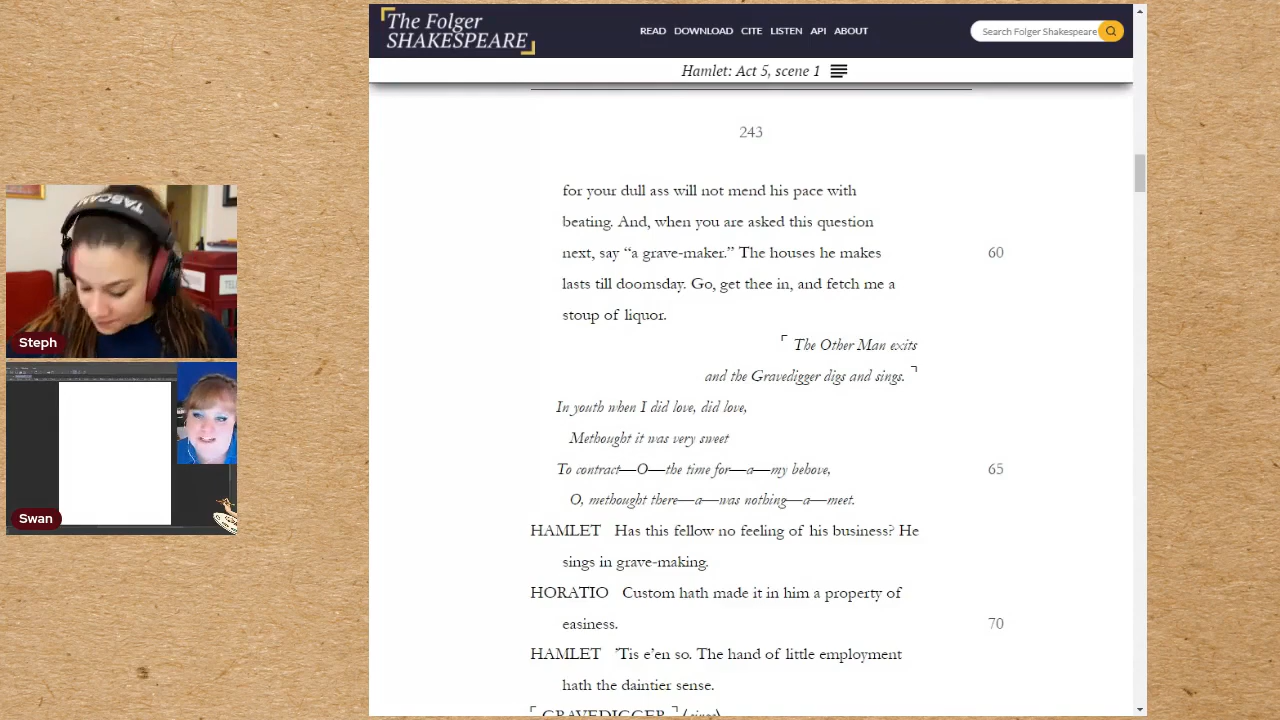 The Folger
SHAKESPEARE
READ DOWNLOAD CITE LISTEN API ABOUT
Search Folger Shakespeare
Hamlet: Act 5, scene 1
243
for your dull ass will not mend his pace with
beating. And, when you are asked this question
next, say “a grave-maker.” The houses he makes 60
lasts till doomsday. Go, get thee in, and fetch me a
stoup of liquor.
⌜The Other Man exits
and the Gravedigger digs and sings.⌝
In youth when I did love, did love,
Methought it was very sweet
To contract—O—the time for—a—my behove, 65
O, methought there—a—was nothing—a—meet.
HAMLET Has this fellow no feeling of his business? He
sings in grave-making.
HORATIO Custom hath made it in him a property of
easiness. 70
HAMLET ’Tis e’en so. The hand of little employment
hath the daintier sense.
⌜GRAVEDIGGER⌝ (sings)
TASCAM
Steph
Swan